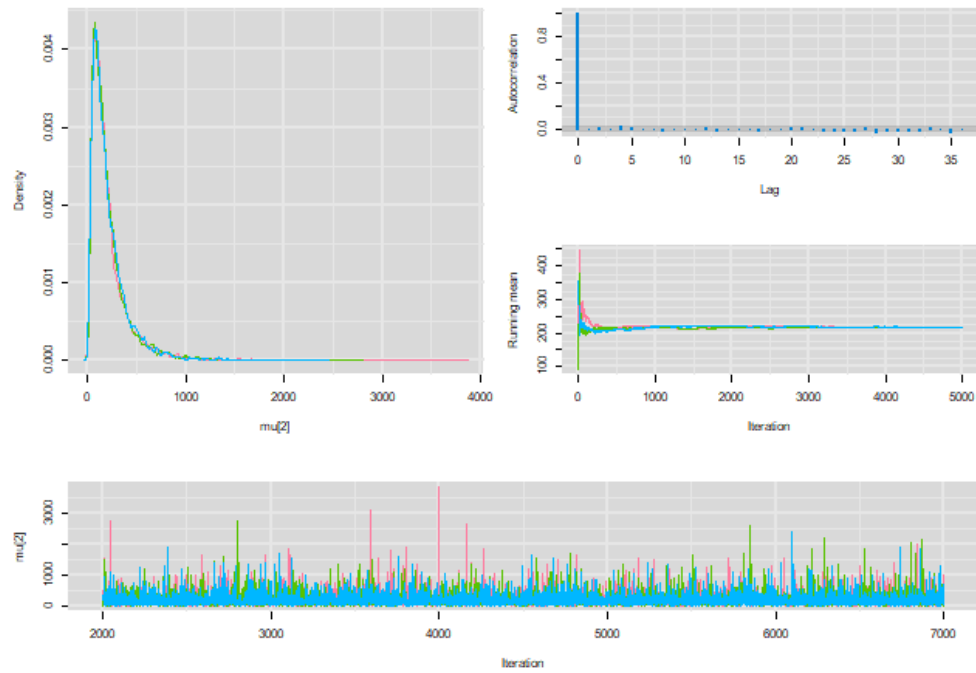 0.004
0.003
0.002
0.001
0.000
Density
0 1000 2000 3000 4000
mu[2]
0.8
0.4
0.0
Autocorrelation
0 5 10 15 20 25 30 35
Lag
400
300
200
100
Running mean
0 1000 2000 3000 4000 5000
Iteration
3000
1000
0
mu[2]
2000 3000 4000 5000 6000 7000
Iteration